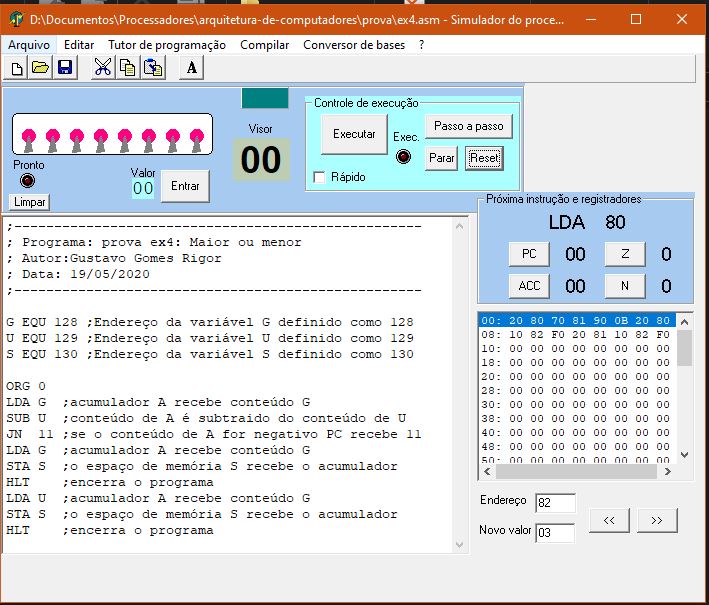 D:\Documentos\Processadores\arquitetura-de-computadores\prova\ex4.asm - Simulador do proce...
Arquivo Editar Tutor de programação Compilar Conversor de bases ?
A
Pronto
Limpar
Valor
00
Entrar
Visor
00
Controle de execução
Executar
Exec.
Passo a passo
Parar
Reset
Rápido
Próxima instrução e registradores
LDA 80
PC 00 Z 0
ACC 00 N 0
;---------------------------------------------------
; Programa: prova ex4: Maior ou menor
; Autor:Gustavo Gomes Rigor
; Data: 19/05/2020
;---------------------------------------------------
G EQU 128 ;Endereço da variável G definido como 128
U EQU 129 ;Endereço da variável U definido como 129
S EQU 130 ;Endereço da variável S definido como 130
ORG 0
LDA G ;acumulador A recebe conteúdo G
SUB U ;conteúdo de A é subtraido do conteúdo de U
JN 11 ;se o conteúdo de A for negativo PC recebe 11
LDA G ;acumulador A recebe conteúdo G
STA S ;o espaço de memória S recebe o acumulador
HLT ;encerra o programa
LDA U ;acumulador A recebe conteúdo G
STA S ;o espaço de memória S recebe o acumulador
HLT ;encerra o programa
00: 20 80 70 81 90 0B 20 80
08: 10 82 F0 20 81 10 82 F0
10: 00 00 00 00 00 00 00 00
18: 00 00 00 00 00 00 00 00
20: 00 00 00 00 00 00 00 00
28: 00 00 00 00 00 00 00 00
30: 00 00 00 00 00 00 00 00
38: 00 00 00 00 00 00 00 00
40: 00 00 00 00 00 00 00 00
48: 00 00 00 00 00 00 00 00
50: 00 00 00 00 00 00 00 00
Endereço 82
Novo valor 03
<< >>